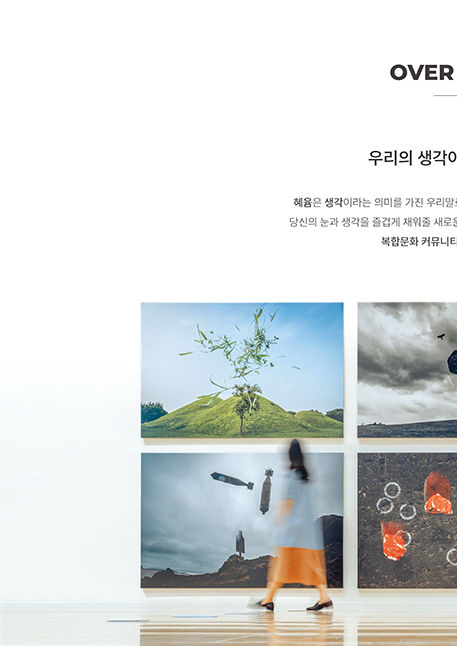 OVER
우리의 생각이
혜윰은 생각이라는 의미를 가진 우리말로
당신의 눈과 생각을 즐겁게 채워줄 새로운
복합문화 커뮤니티